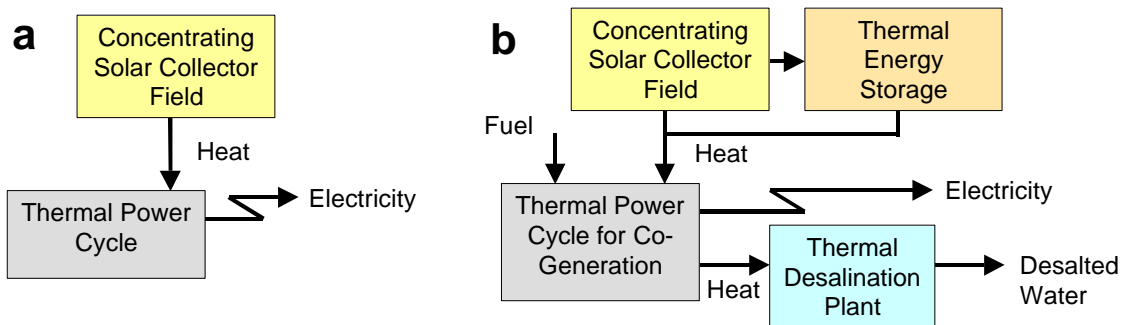 a
Concentrating
Solar Collector
Field
Heat
Thermal Power
Cycle
Electricity
b
Concentrating
Solar Collector
Field
Thermal
Energy
Storage
Fuel
Heat
Thermal Power
Cycle for Co-
Generation
Electricity
Heat
Thermal
Desalination
Plant
Desalted
Water